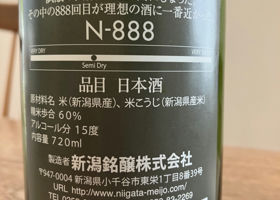 その中の888回目が理想の酒に一番近か
N-888
VERY DRY
VERY
Semi Dry
品目 日本酒
原材料名 米(新潟県産)、米こうじ(新潟県産米)
精米歩合 60%
アルコール分 15度
内容量 720ml
製造者 新潟銘醸株式会社
〒947-0004 新潟県小千谷市東栄1丁目8番39号
URL http://www.niigata-meijo.com/